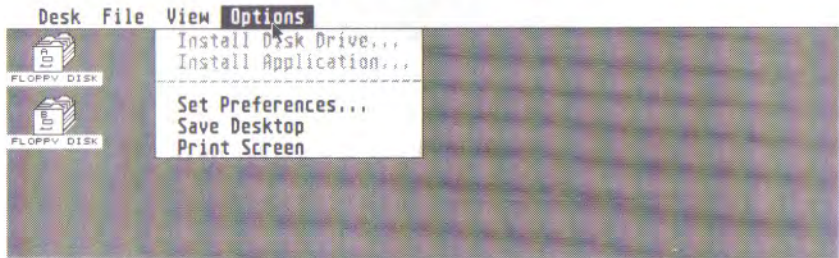 Desk File View Options
Install Disk Drive...
Install Application...
A
FLOPPY DISK
Set Preferences...
Save Desktop
Print Screen
B
FLOPPY DISK